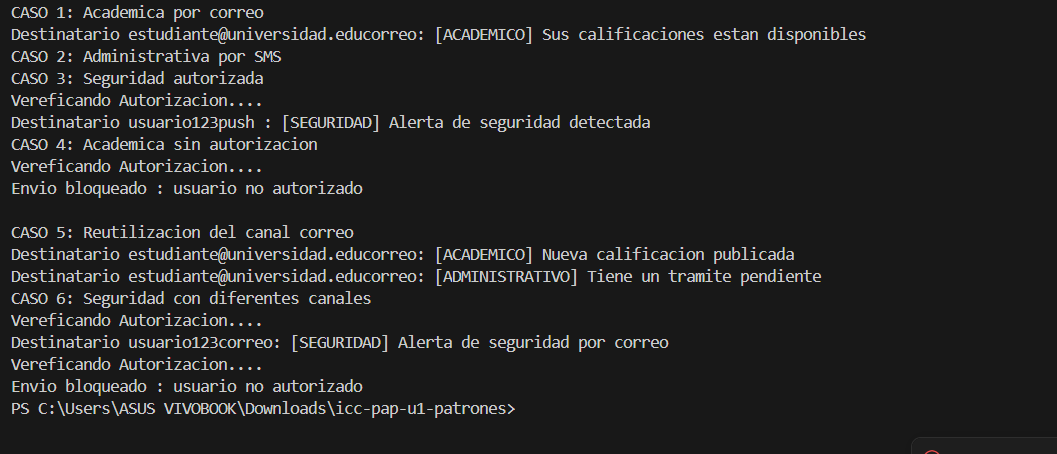 CASO 1: Academica por correo
Destinatario estudiante@universidad.educorreo: [ACADEMICO] Sus calificaciones estan disponibles
CASO 2: Administrativa por SMS
CASO 3: Seguridad autorizada
Vereficando Autorizacion....
Destinatario usuario123push : [SEGURIDAD] Alerta de seguridad detectada
CASO 4: Academica sin autorizacion
Vereficando Autorizacion....
Envio bloqueado : usuario no autorizado
CASO 5: Reutilizacion del canal correo
Destinatario estudiante@universidad.educorreo: [ACADEMICO] Nueva calificacion publicada
Destinatario estudiante@universidad.educorreo: [ADMINISTRATIVO] Tiene un tramite pendiente
CASO 6: Seguridad con diferentes canales
Vereficando Autorizacion....
Destinatario usuario123correo: [SEGURIDAD] Alerta de seguridad por correo
Vereficando Autorizacion....
Envio bloqueado : usuario no autorizado
PS C:\Users\ASUS VIVOBOOK\Downloads\icc-pap-u1-patrones>